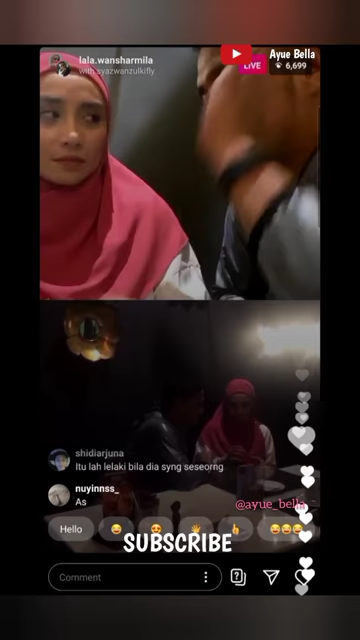 lala.wansharmila
with syazwanzulkifly
LIVE
6,699
Ayue Bella
shidiarjuna
Itu lah lelaki bila dia syng seseorng
nuyinnss_
As
@ayue_bella
Hello
SUBSCRIBE
Comment